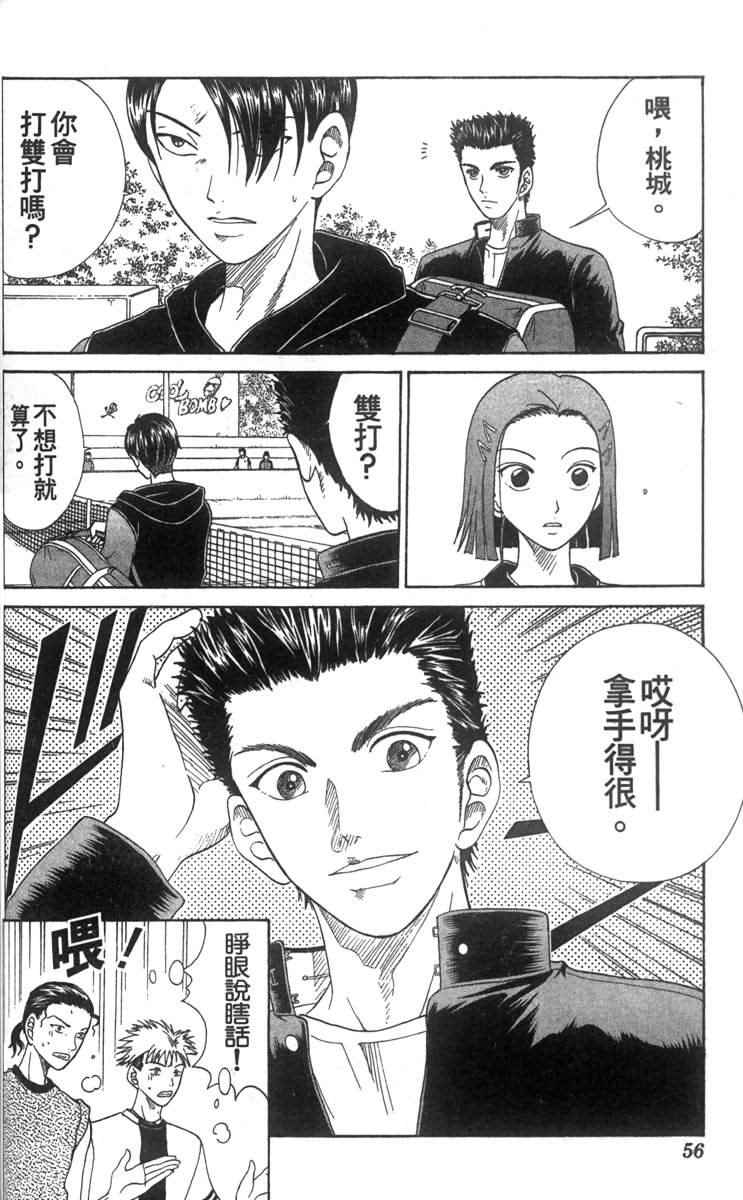 喂，桃城。
你會
打雙打嗎？
雙打？
COOL
BOMB
不想打就
算了。
哎呀——
拿手得很。
睜眼說瞎話！
喂！
56